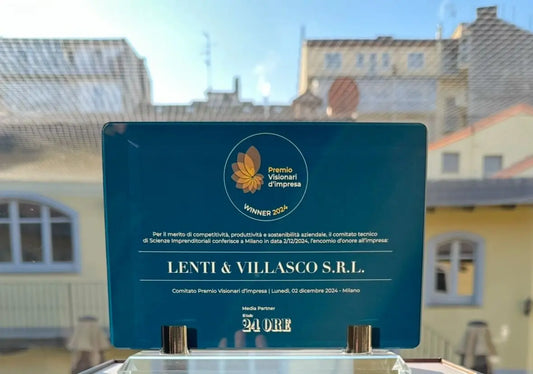 Premio
Visionari
d'impresa
WINNER 2024
Per il merito di competitività, produttività e sostenibilità aziendale, il comitato tecnico
di Scienze Imprenditoriali conferisce a Milano in data 2/12/2024, l'encomio d'onore all'impresa:
LENTI & VILLASCO S.R.L.
Comitato Premio Visionari d'impresa | Lunedì, 02 dicembre 2024 - Milano
Media Partner
24 ORE